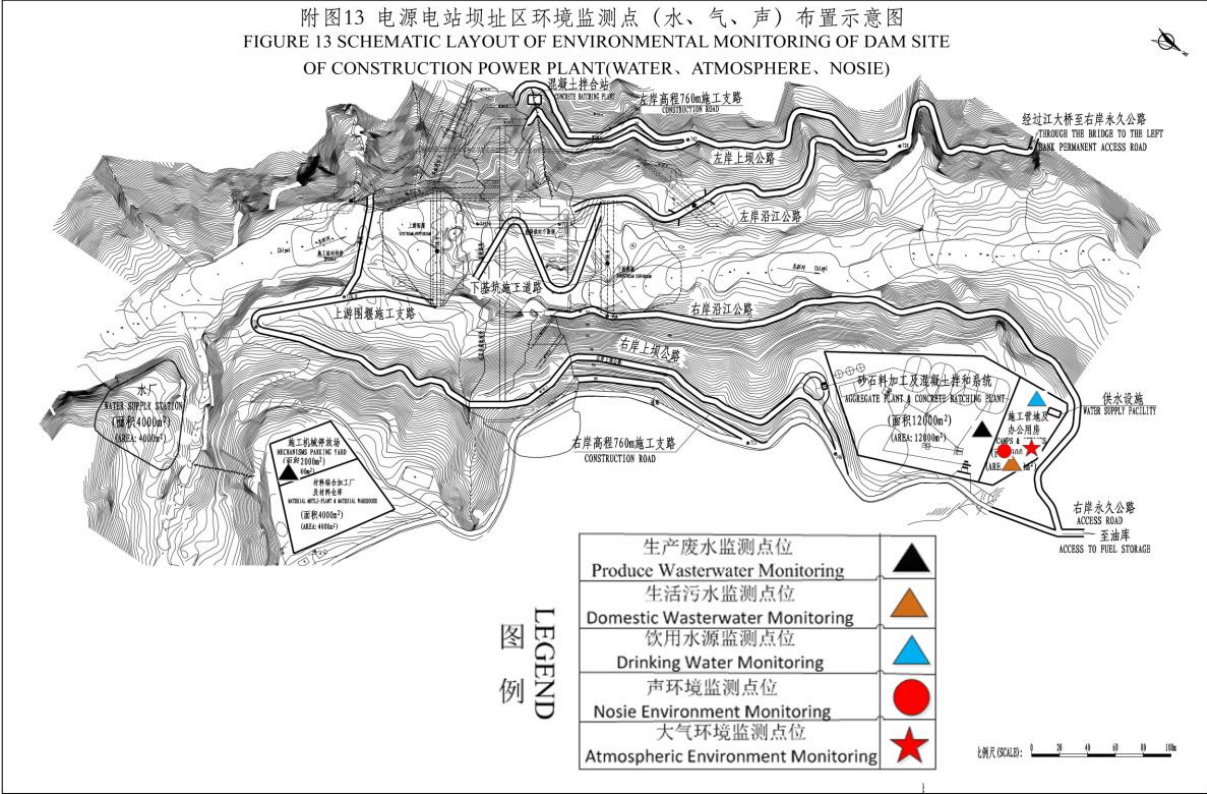 附图13 电源电站坝址区环境监测点（水、气、声）布置示意图
FIGURE 13 SCHEMATIC LAYOUT OF ENVIRONMENTAL MONITORING OF DAM SITE
OF CONSTRUCTION POWER PLANT(WATER、ATMOSPHERE、NOSIE)
混凝土拌合站
CONCRETE BATCHING PLANT
左岸高程760m施工支路
CONSTRUCTION ROAD
经过江大桥至右岸永久公路
THROUGH THE BRIDGE TO THE LEFT
BANK PERMANENT ACCESS ROAD
左岸上坝公路
左岸沿江公路
下基坑施工道路
上游围堰施工支路
右岸沿江公路
右岸上坝公路
水厂
WATER SUPPLY STATION
(面积4000m²)
(AREA: 4000m²)
施工机械停放场
MECHANISMS PARKING YARD
(面积2000m²)
材料综合加工厂
及材料仓库
MATERIAL MUTLI-PLANT & MATERIAL WAREHOUSE
(面积4000m²)
(AREA: 4000m²)
右岸高程760m施工支路
CONSTRUCTION ROAD
砂石料加工及混凝土拌和系统
AGGREGATE PLANT & CONCRETE BATCHING PLANT
(面积12000m²)
(AREA: 12000m²)
施工营地及
办公用房
供水设施
WATER SUPPLY FACILITY
右岸永久公路
ACCESS ROAD
至油库
ACCESS TO FUEL STORAGE
图例
LEGEND
生产废水监测点位
Produce Wasterwater Monitoring
生活污水监测点位
Domestic Wasterwater Monitoring
饮用水源监测点位
Drinking Water Monitoring
声环境监测点位
Nosie Environment Monitoring
大气环境监测点位
Atmospheric Environment Monitoring
比例尺(SCALE):
0 20 40 60 80 100m